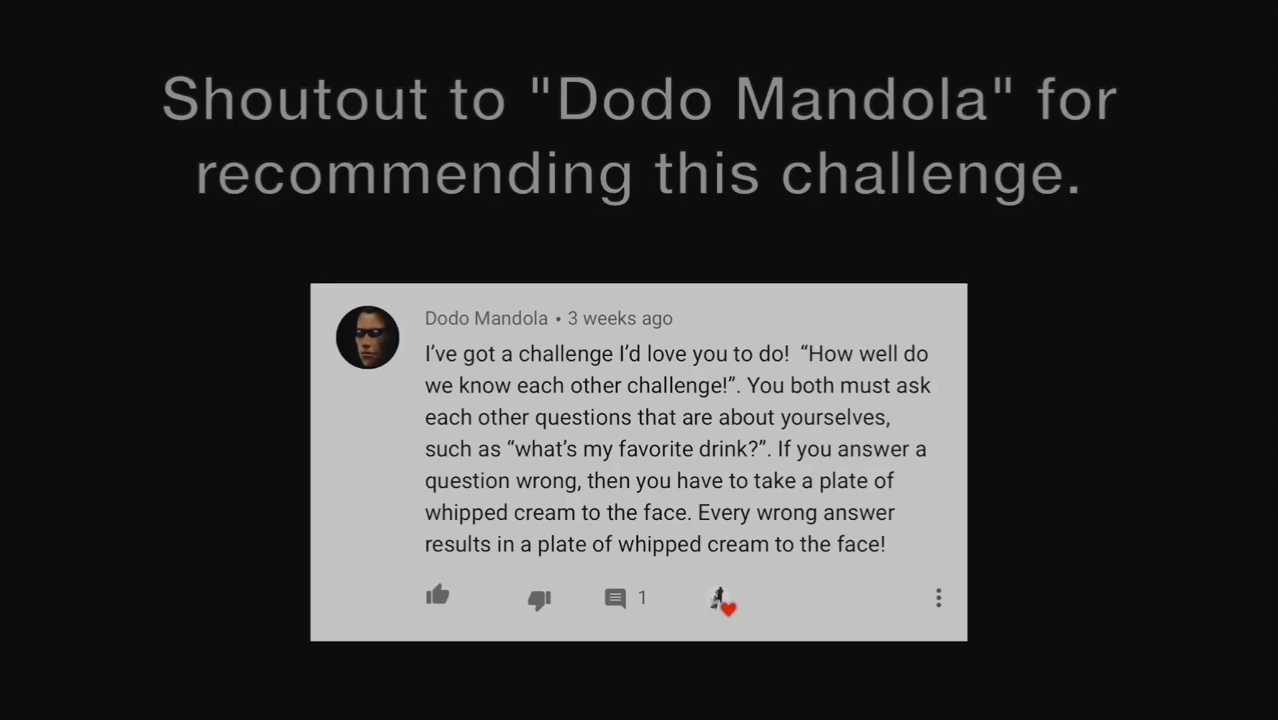 Shoutout to "Dodo Mandola" for
recommending this challenge.
Dodo Mandola • 3 weeks ago
I’ve got a challenge I’d love you to do!  “How well do
we know each other challenge!”. You both must ask
each other questions that are about yourselves,
such as “what’s my favorite drink?”. If you answer a
question wrong, then you have to take a plate of
whipped cream to the face. Every wrong answer
results in a plate of whipped cream to the face!
1